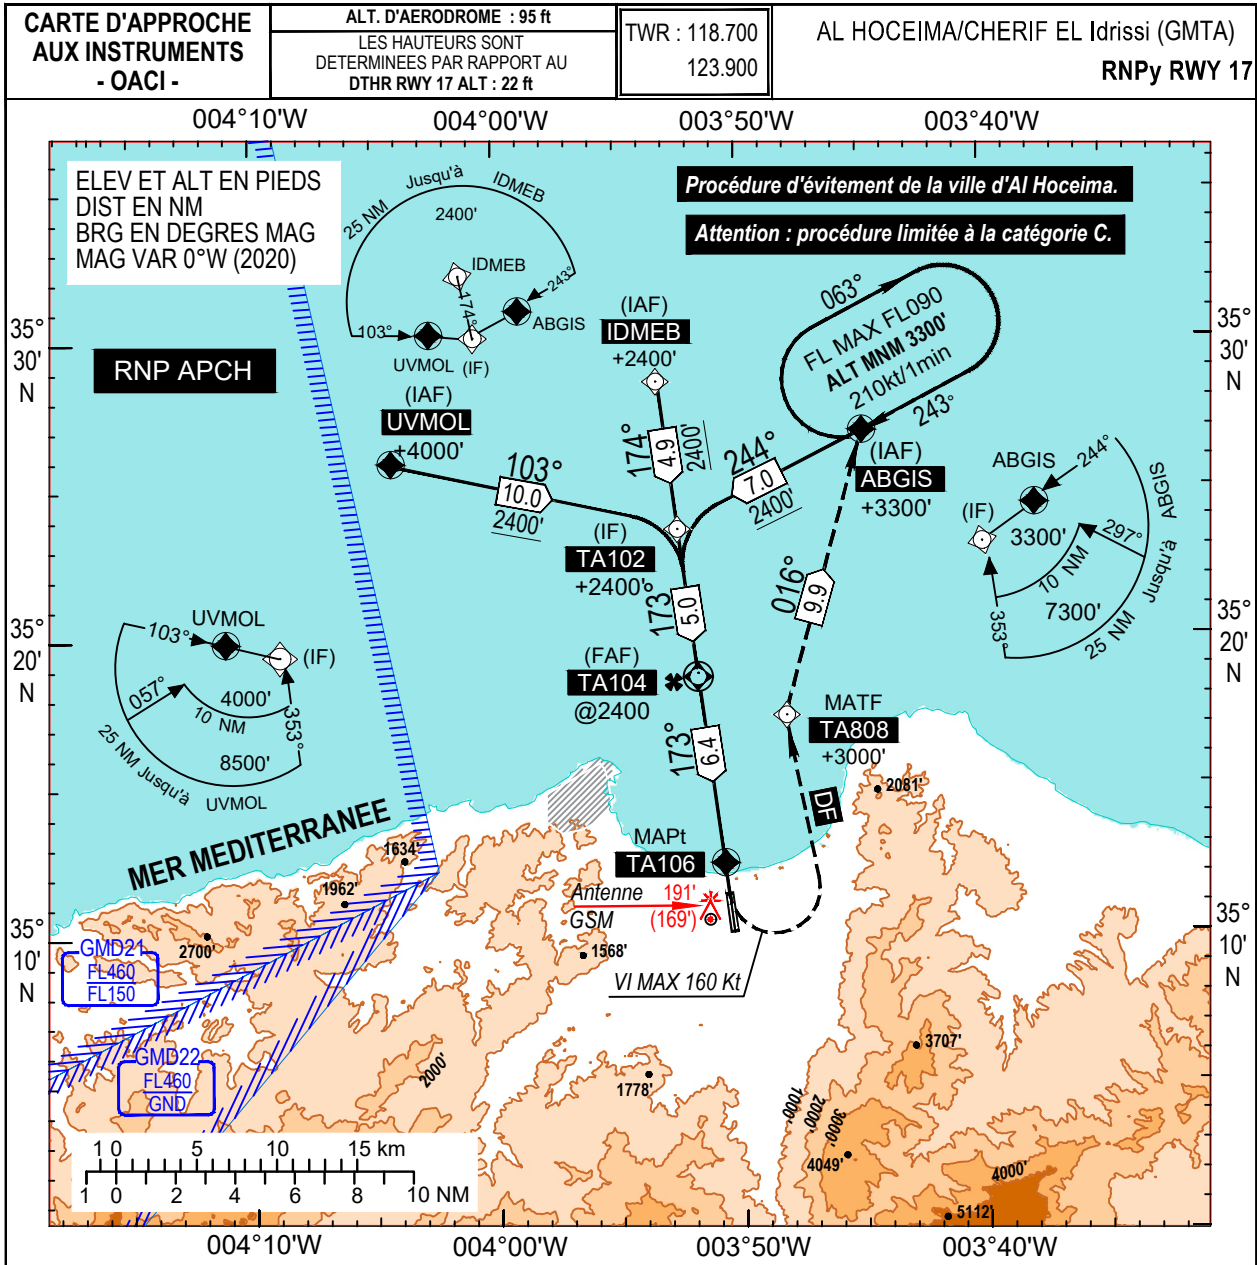 CARTE D'APPROCHE
AUX INSTRUMENTS
- OACI -
ALT. D'AERODROME : 95 ft
LES HAUTEURS SONT
DETERMINEES PAR RAPPORT AU
DTHR RWY 17 ALT : 22 ft
TWR : 118.700
123.900
AL HOCEIMA/CHERIF EL Idrissi (GMTA)
RNPy RWY 17
004°10'W
004°00'W
003°50'W
003°40'W
ELEV ET ALT EN PIEDS
DIST EN NM
BRG EN DEGRES MAG
MAG VAR 0°W (2020)
RNP APCH
25 NM Jusqu'à IDMEB
2400'
IDMEB
174°
243°
ABGIS
103°
UVMOL
(IF)
Procédure d'évitement de la ville d'Al Hoceima.
Attention : procédure limitée à la catégorie C.
063°
FL MAX FL090
ALT MNM 3300'
210kt/1min
243°
(IAF)
IDMEB
+2400'
(IAF)
UVMOL
+4000'
(IAF)
ABGIS
+3300'
35°
30'
N
35°
30'
N
174°
4.9
2400'
103°
10.0
2400'
244°
7.0
2400'
(IF)
TA102
+2400'
173°
5.0
016°
9.9
ABGIS
244°
(IF)
3300'
297°
10 NM
7300'
353°
25 NM Jusqu'à ABGIS
35°
20'
N
35°
20'
N
UVMOL
103°
(IF)
057°
4000'
10 NM
353°
8500'
25 NM Jusqu'à
UVMOL
(FAF)
TA104
@2400
173°
6.4
MATF
TA808
+3000'
DF
2081'
MER MEDITERRANEE
MAPt
TA106
Antenne
GSM
191'
(169')
VI MAX 160 Kt
1634'
1962'
2700'
1568'
35°
10'
N
35°
10'
N
GMD21
FL460
FL150
GMD22
FL460
GND
2000'
1778'
3707'
1000'
2000'
3000'
4049'
4000'
5112'
1 0 5 10 15 km
1 0 2 4 6 8 10 NM
004°10'W
004°00'W
003°50'W
003°40'W